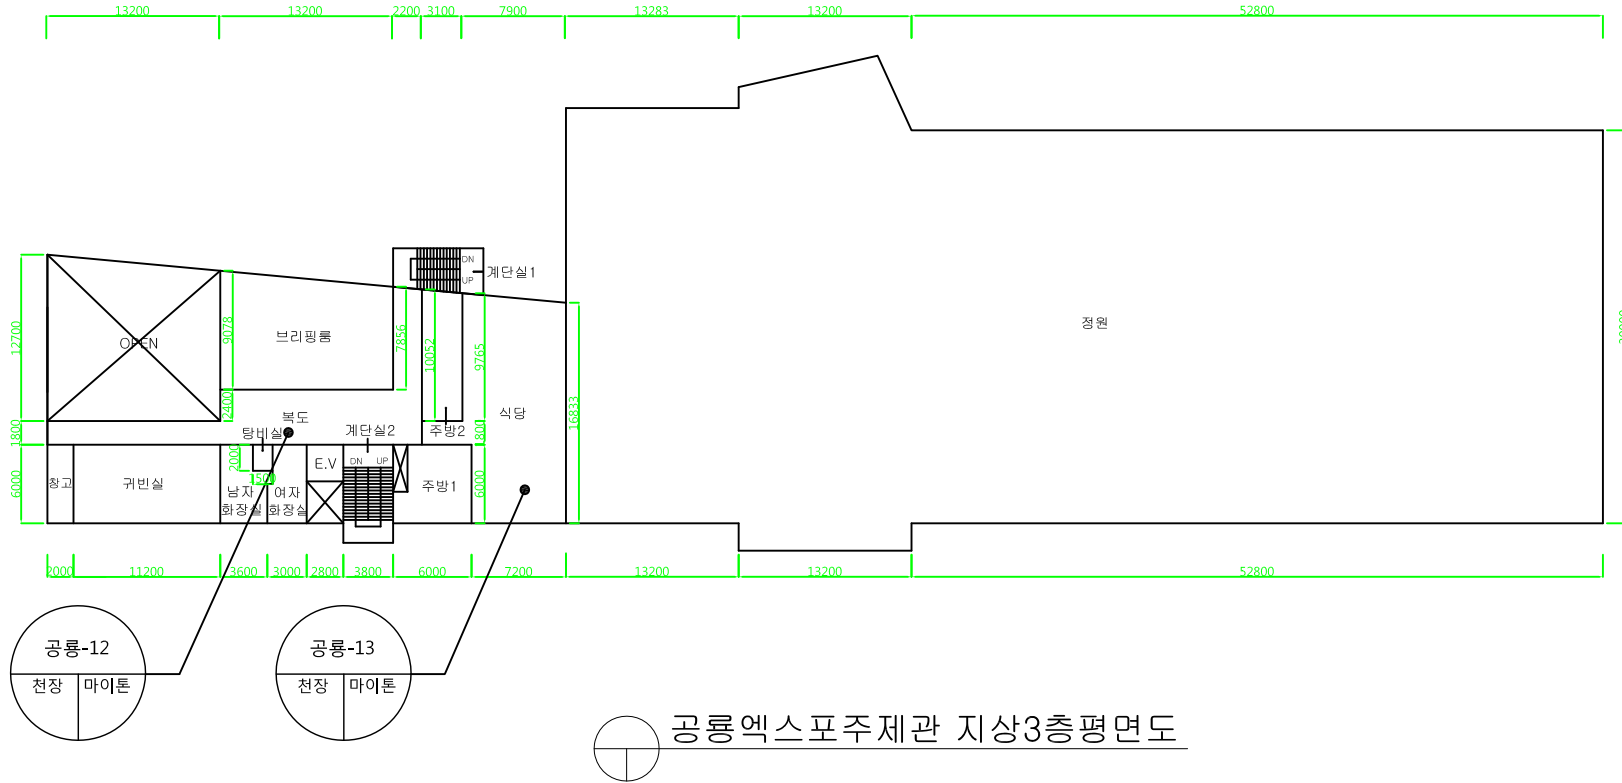 13200 13200 2200 3100 7900 13283 13200 52800
DN
UP
계단실1
정원
12700
OPEN
9078
브리핑룸
7856
10052
9765
16833
2400
복도
식당
1800
탕비실
계단실2
주방2
1800
2000
E.V
DN UP
6000
창고
귀빈실
1500
남자
화장실
여자
화장실
주방1
6000
2000 11200 3600 3000 2800 3800 6000 7200 13200 13200 52800
공룡-12
천장 마이톤
공룡-13
천장 마이톤
공룡엑스포주제관 지상3층평면도